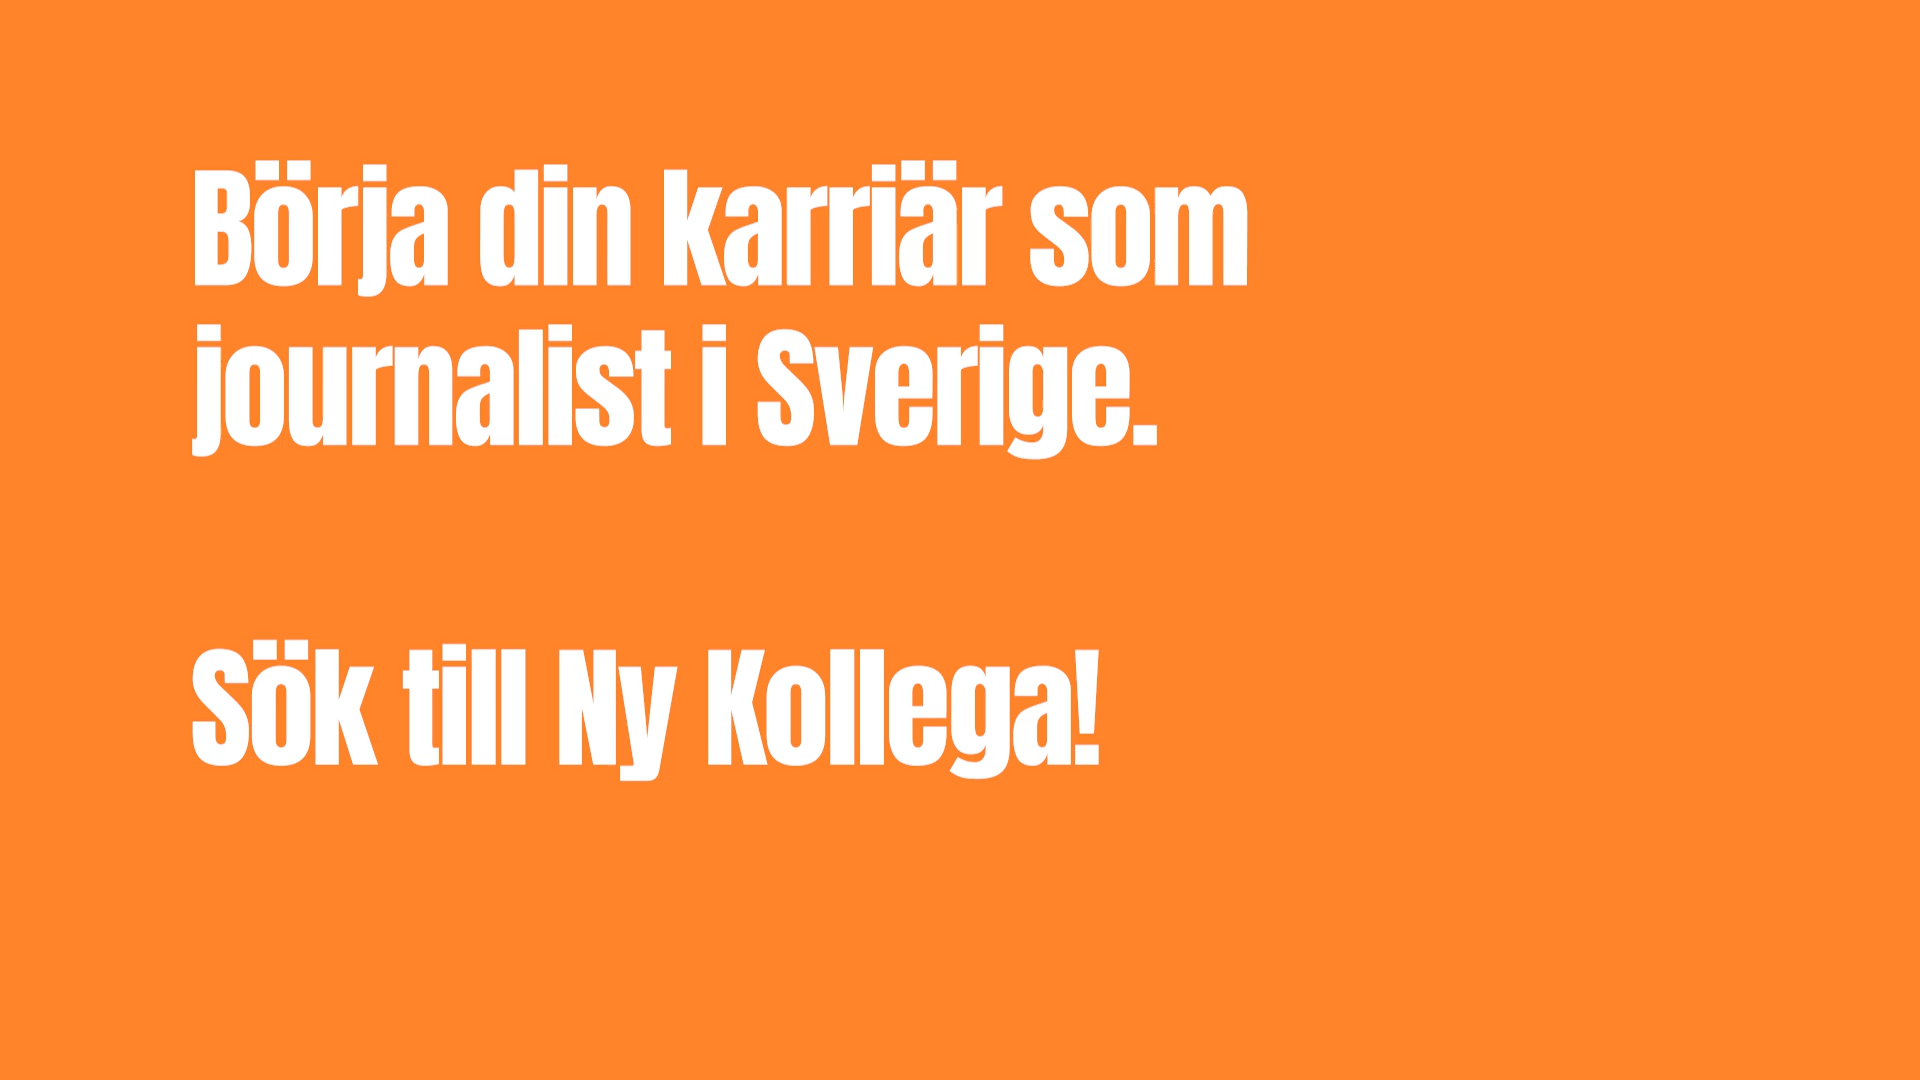 Börja din karriär som
journalist i Sverige.
Sök till Ny Kollega!